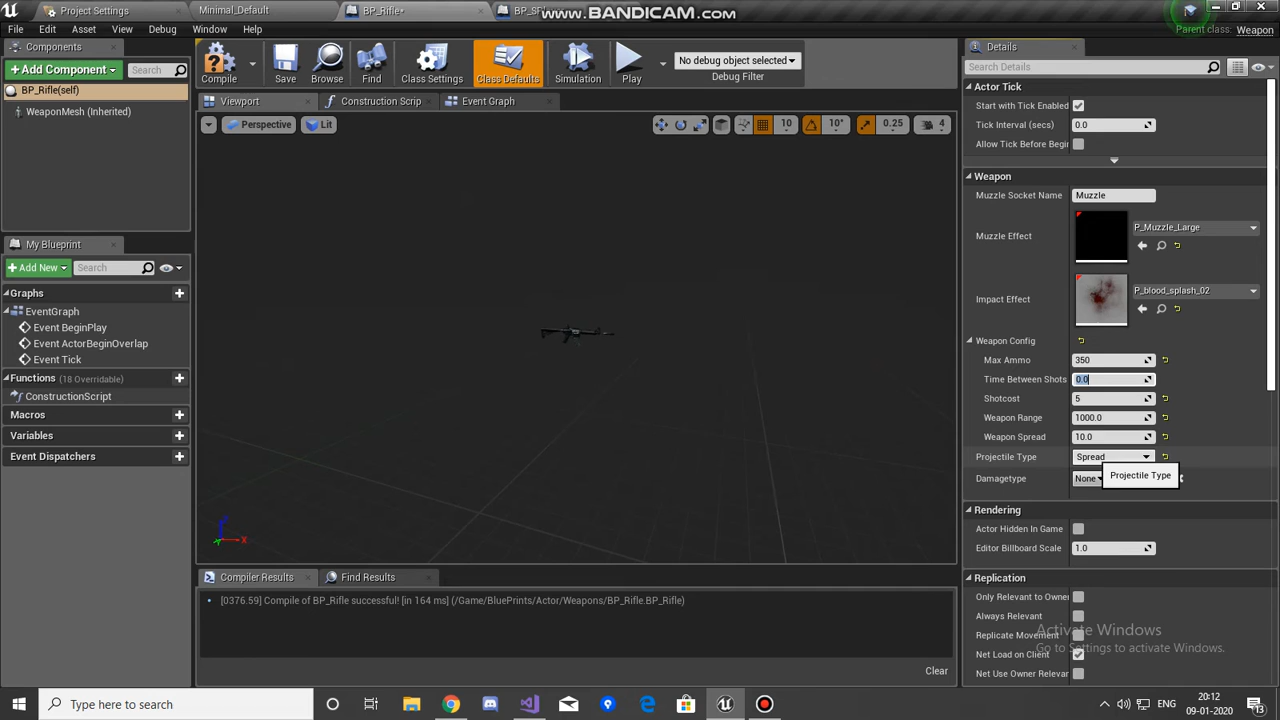 Project Settings
Minimal_Default
BP_Rifle*
www.BANDICAM.com
File Edit Asset View Debug Window Help
Parent class: Weapon
Components
+ Add Component
Search
BP_Rifle(self)
WeaponMesh (Inherited)
Compile
Save
Browse
Find
Class Settings
Class Defaults
Simulation
Play
No debug object selected
Debug Filter
Viewport
Construction Scrip
Event Graph
Perspective
Lit
10
10°
0.25
4
My Blueprint
+ Add New
Search
Graphs
EventGraph
Event BeginPlay
Event ActorBeginOverlap
Event Tick
Functions (18 Overridable)
ConstructionScript
Macros
Variables
Event Dispatchers
X
Compiler Results
Find Results
[0376.59] Compile of BP_Rifle successful! [in 164 ms] (/Game/BluePrints/Actor/Weapons/BP_Rifle.BP_Rifle)
Clear
Details
Search Details
Actor Tick
Start with Tick Enabled
Tick Interval (secs) 0.0
Allow Tick Before Begin
Weapon
Muzzle Socket Name Muzzle
Muzzle Effect P_Muzzle_Large
Impact Effect P_blood_splash_02
Weapon Config
Max Ammo 350
Time Between Shots 0.0
Shotcost 5
Weapon Range 1000.0
Weapon Spread 10.0
Projectile Type Spread
Projectile Type
Damagetype None
Rendering
Actor Hidden In Game
Editor Billboard Scale 1.0
Replication
Only Relevant to Owner
Always Relevant
Replicate Movement
Net Load on Client
Net Use Owner Relevan
Activate Windows
Go to Settings to activate Windows.
Type here to search
ENG
20:12
09-01-2020
13